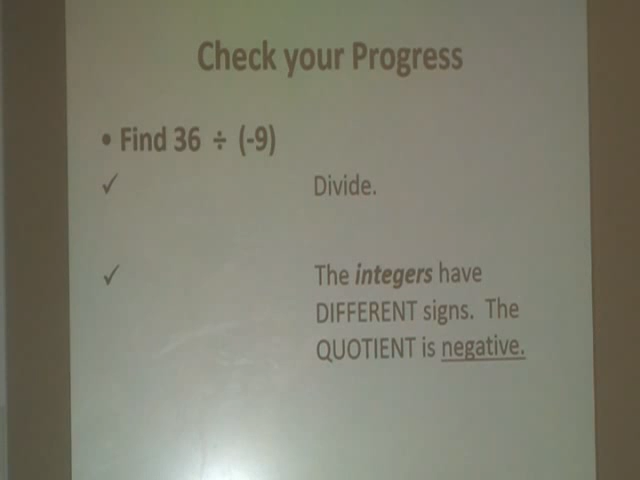 Check your Progress
• Find 36 ÷ (-9)
✓ Divide.
✓ The integers have
DIFFERENT signs. The
QUOTIENT is negative.